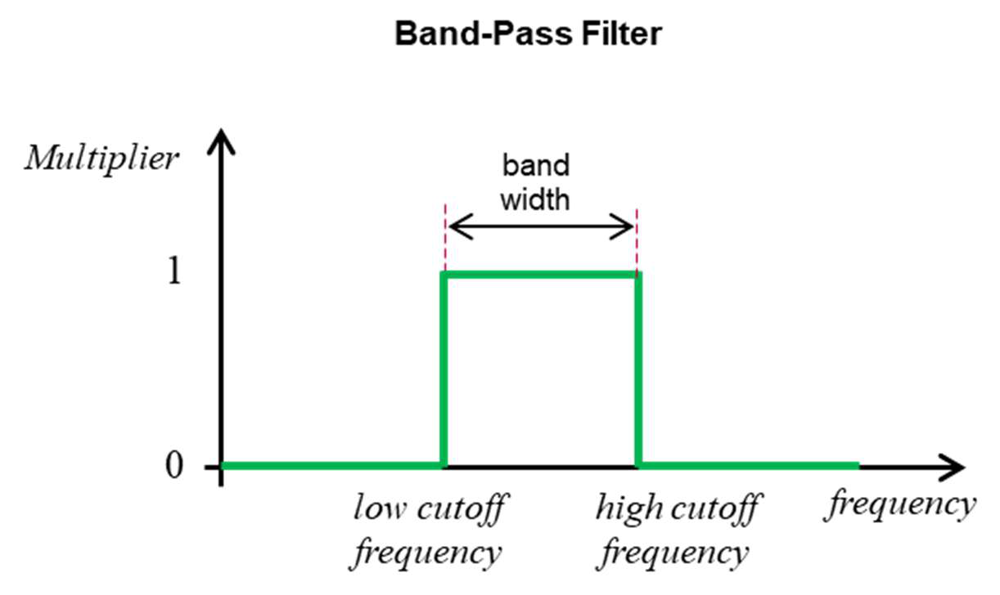 Band-Pass Filter
Multiplier
band
width
1
0
low cutoff
frequency
high cutoff
frequency
frequency